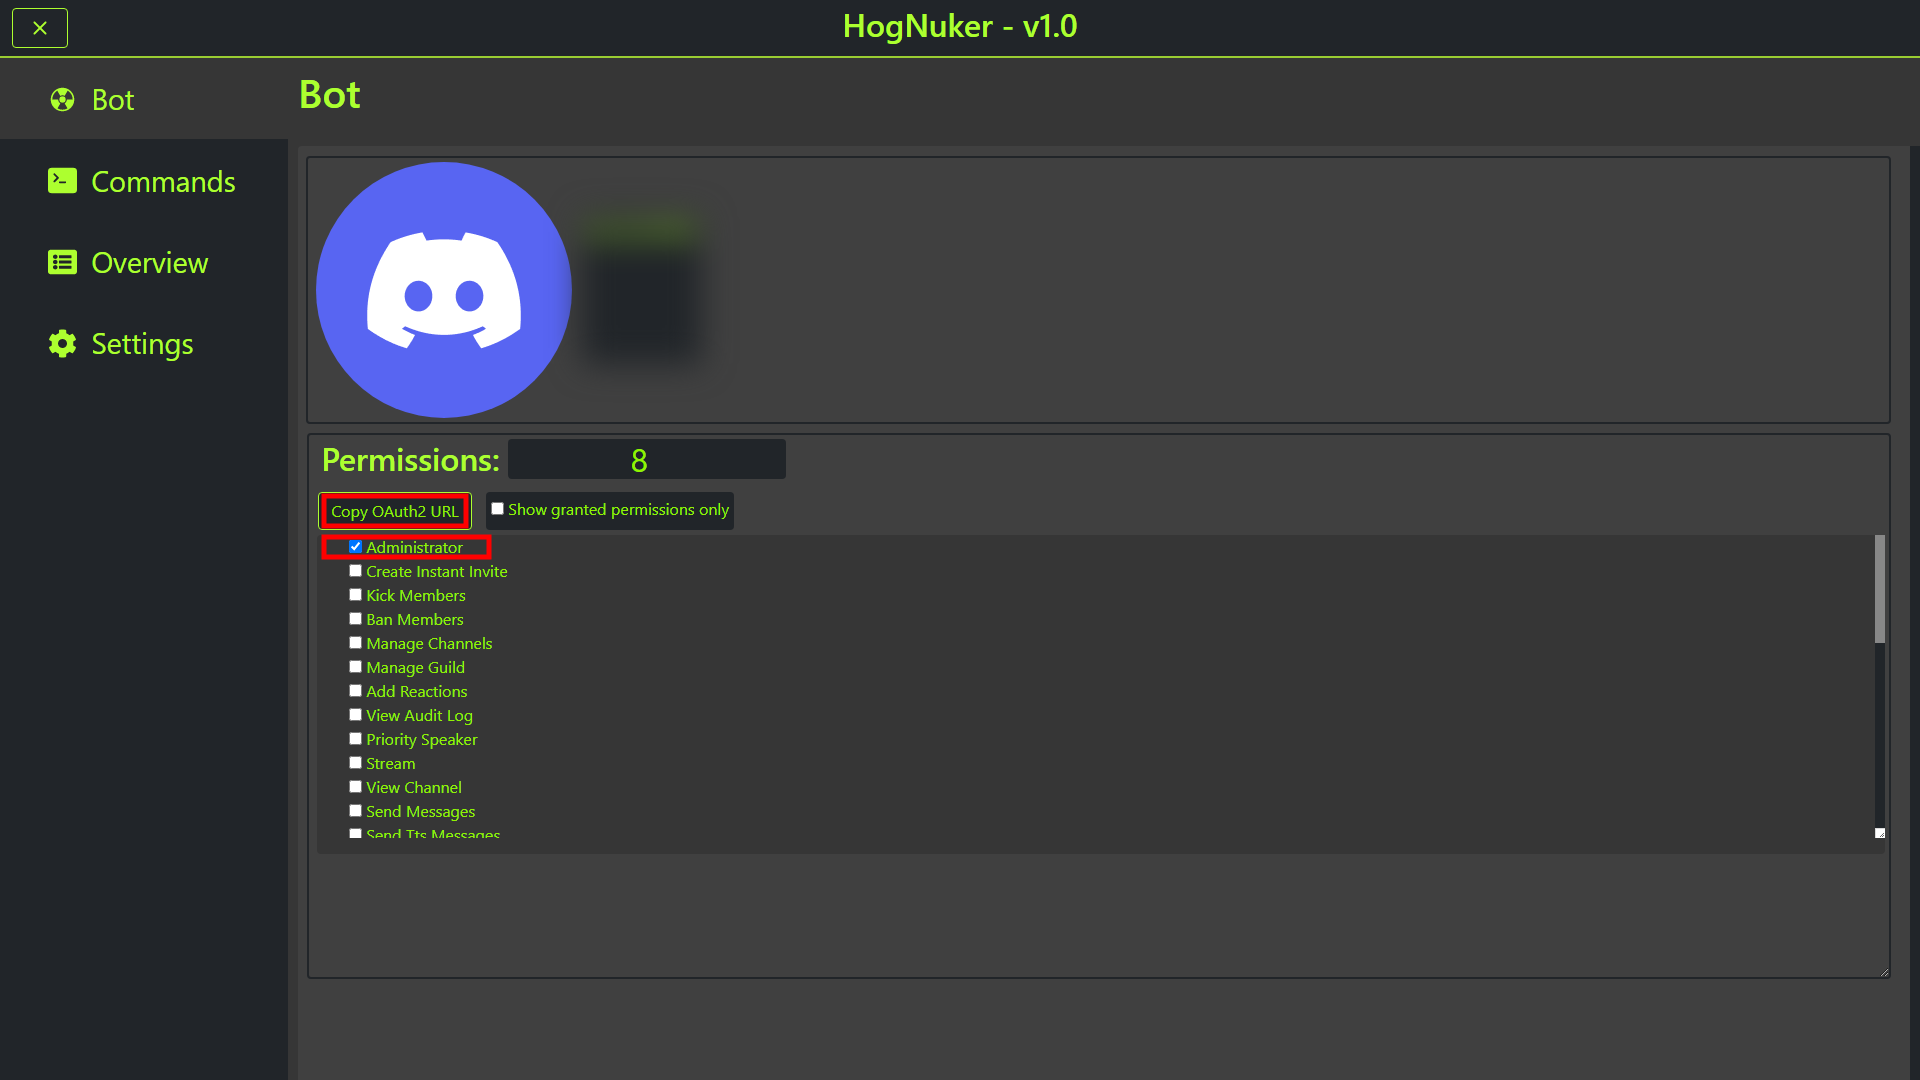 HogNuker - v1.0
Bot
Commands
Overview
Settings
Bot
Permissions: 8
Copy OAuth2 URL
Show granted permissions only
Administrator
Create Instant Invite
Kick Members
Ban Members
Manage Channels
Manage Guild
Add Reactions
View Audit Log
Priority Speaker
Stream
View Channel
Send Messages
Send Tts Messages